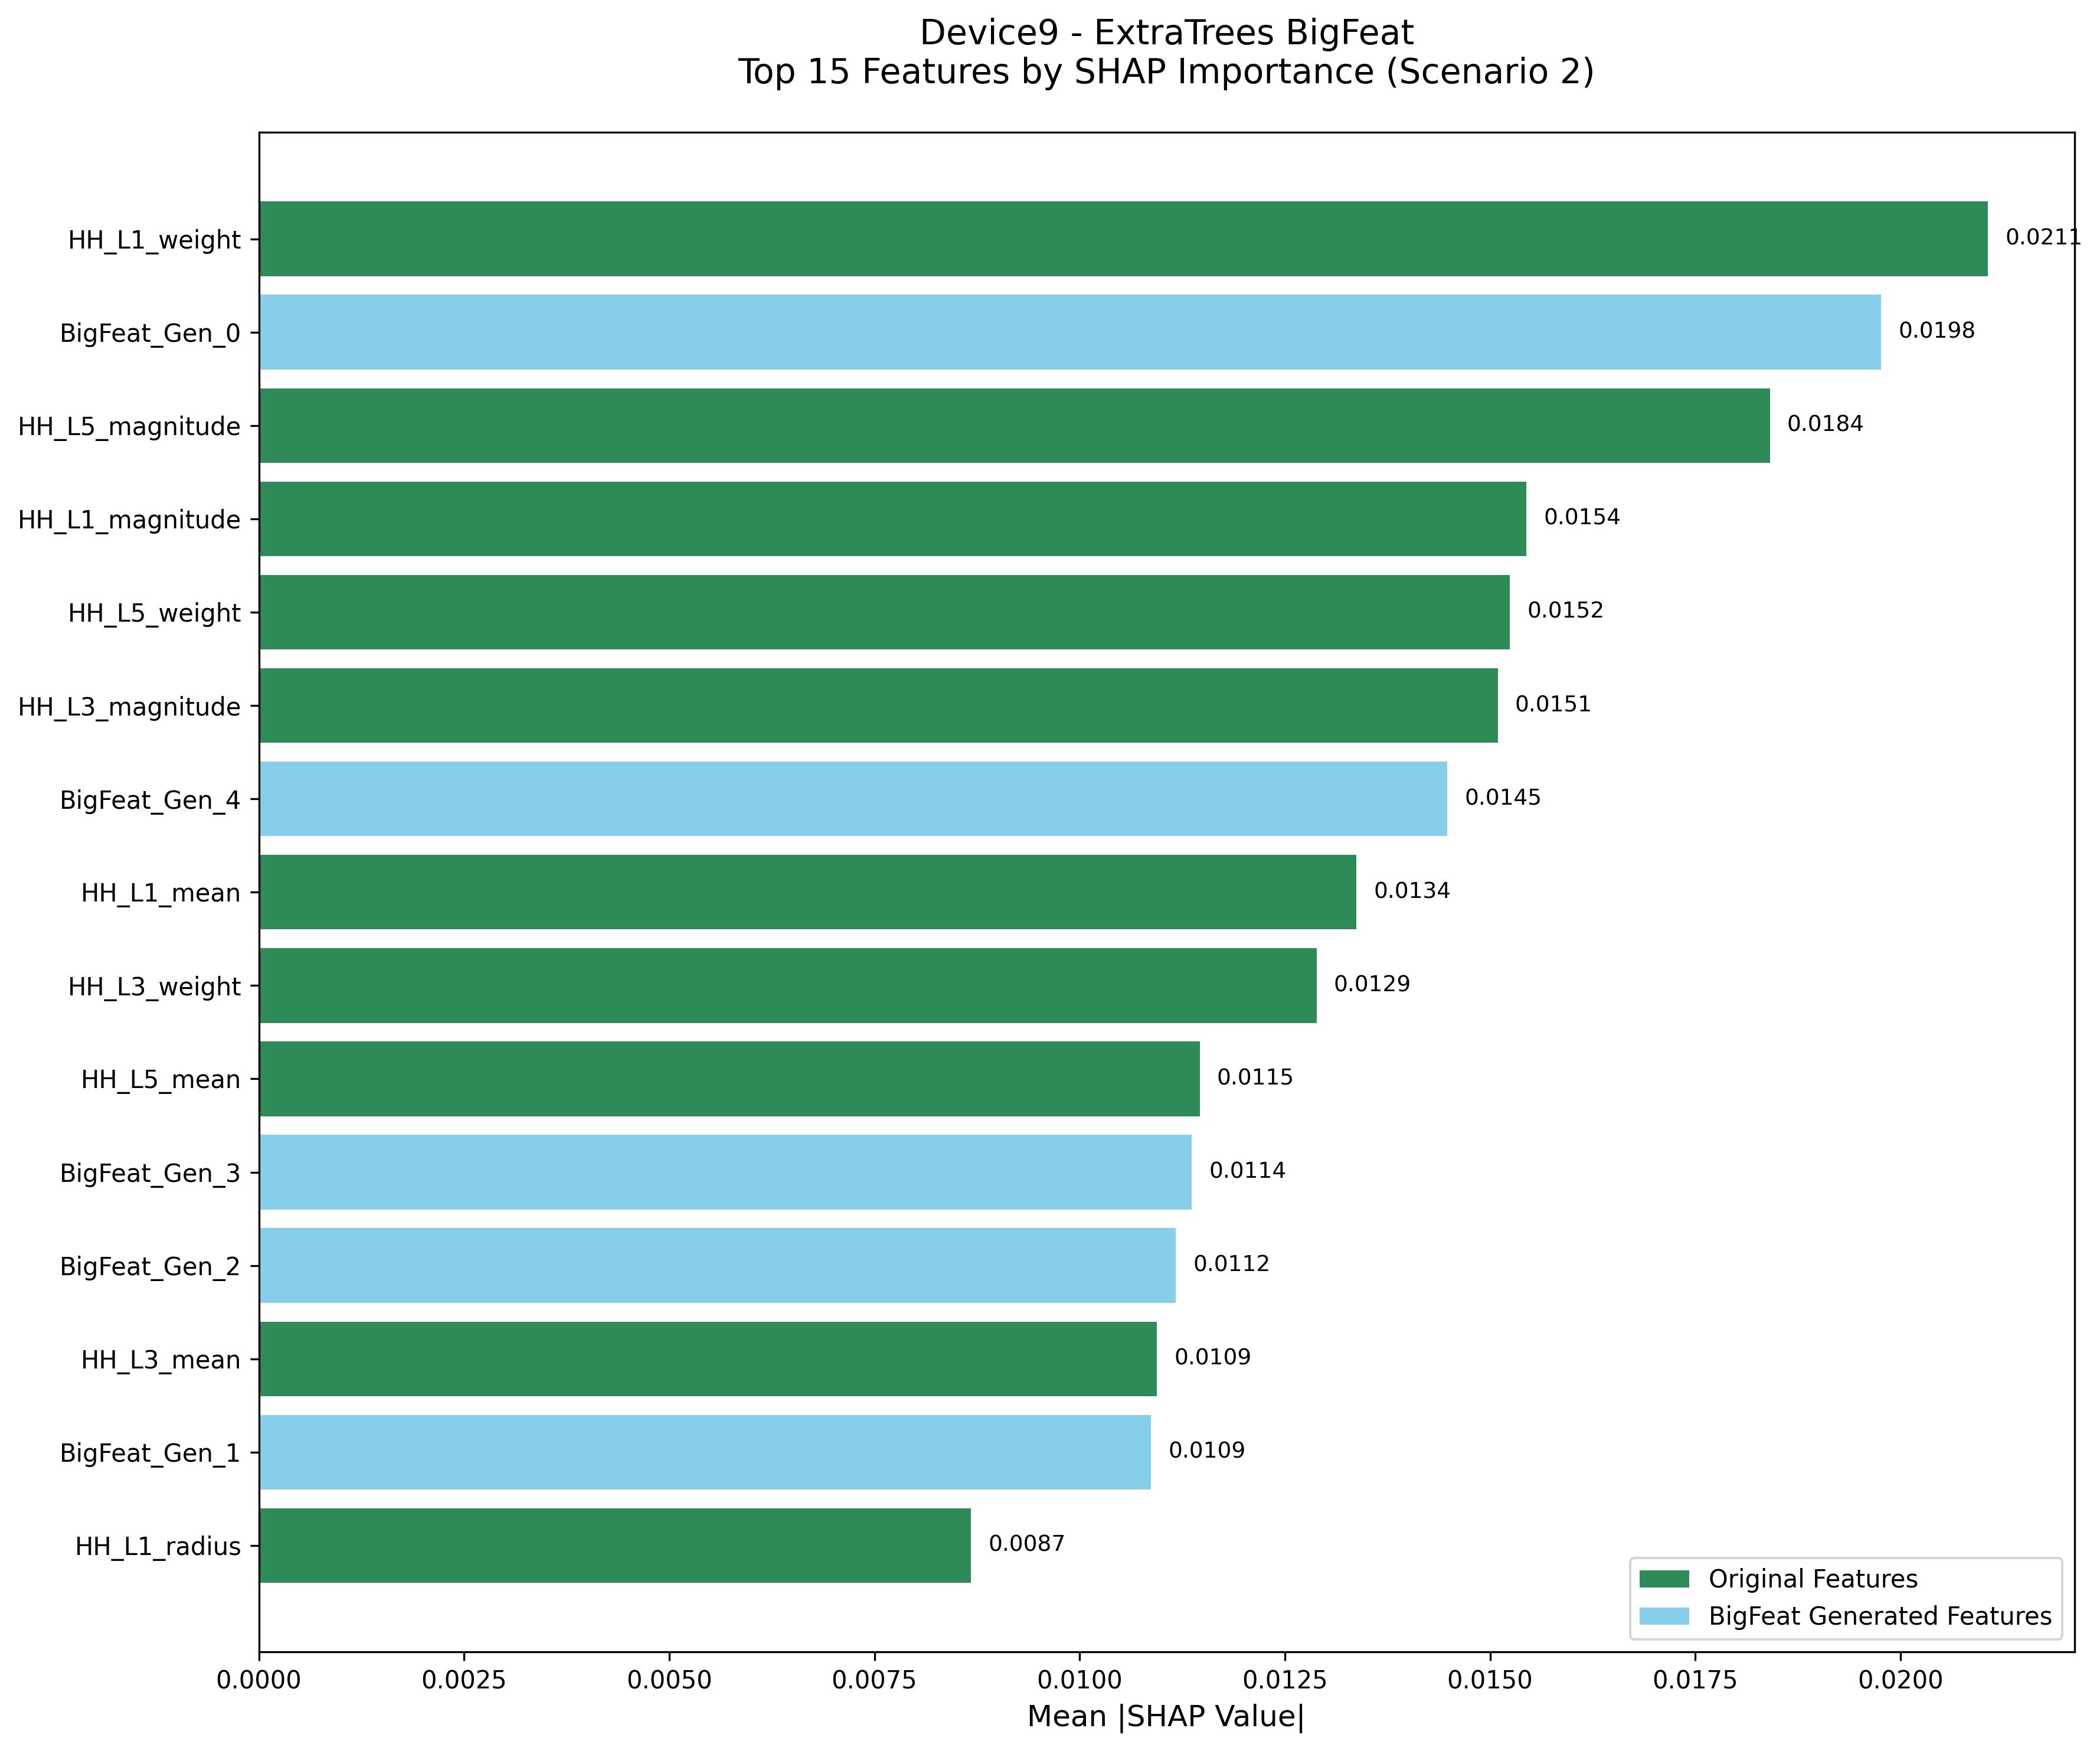 Device9 - ExtraTrees BigFeat
Top 15 Features by SHAP Importance (Scenario 2)
HH_L1_weight 0.0211
BigFeat_Gen_0 0.0198
HH_L5_magnitude 0.0184
HH_L1_magnitude 0.0154
HH_L5_weight 0.0152
HH_L3_magnitude 0.0151
BigFeat_Gen_4 0.0145
HH_L1_mean 0.0134
HH_L3_weight 0.0129
HH_L5_mean 0.0115
BigFeat_Gen_3 0.0114
BigFeat_Gen_2 0.0112
HH_L3_mean 0.0109
BigFeat_Gen_1 0.0109
HH_L1_radius 0.0087
Original Features
BigFeat Generated Features
0.0000 0.0025 0.0050 0.0075 0.0100 0.0125 0.0150 0.0175 0.0200
Mean |SHAP Value|